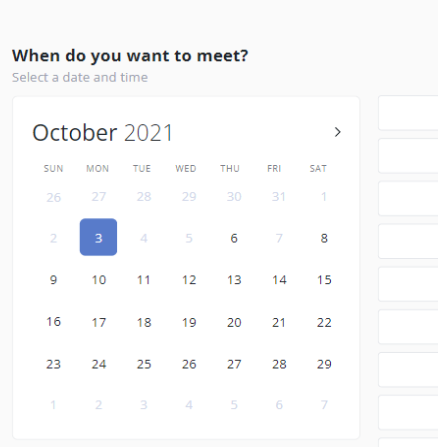 When do you want to meet?
Select a date and time
October 2021 >
SUN MON TUE WED THU FRI SAT
26 27 28 29 30 31 1
2 3 4 5 6 7 8
9 10 11 12 13 14 15
16 17 18 19 20 21 22
23 24 25 26 27 28 29
1 2 3 4 5 6 7